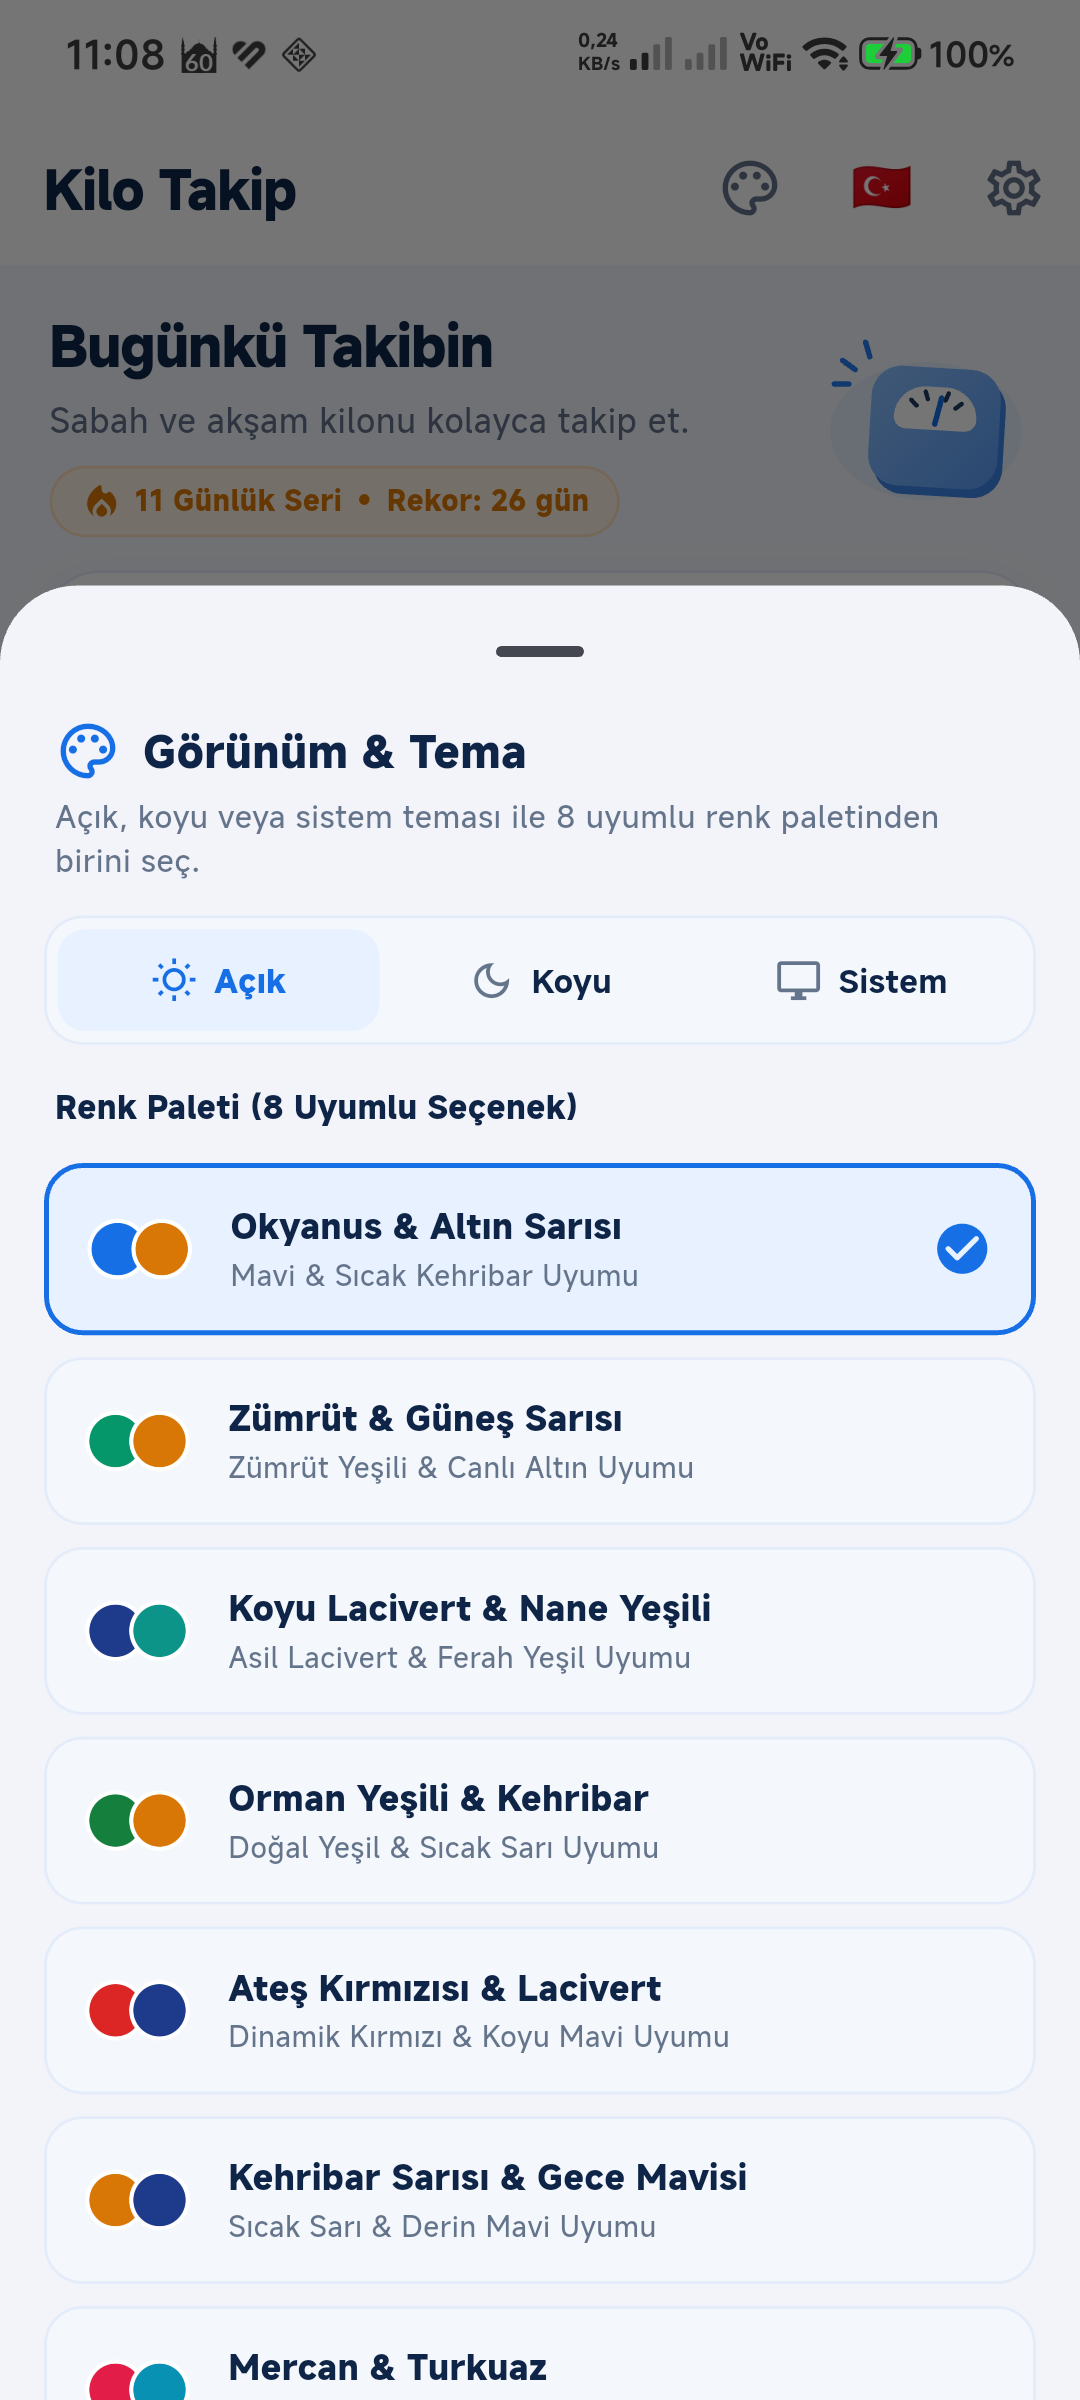 11:08 60 0,24 KB/s Vo WiFi 100%
Kilo Takip
Bugünkü Takibin
Sabah ve akşam kilonu kolayca takip et.
11 Günlük Seri • Rekor: 26 gün
Görünüm & Tema
Açık, koyu veya sistem teması ile 8 uyumlu renk paletinden
birini seç.
Açık Koyu Sistem
Renk Paleti (8 Uyumlu Seçenek)
Okyanus & Altın Sarısı
Mavi & Sıcak Kehribar Uyumu
Zümrüt & Güneş Sarısı
Zümrüt Yeşili & Canlı Altın Uyumu
Koyu Lacivert & Nane Yeşili
Asil Lacivert & Ferah Yeşil Uyumu
Orman Yeşili & Kehribar
Doğal Yeşil & Sıcak Sarı Uyumu
Ateş Kırmızısı & Lacivert
Dinamik Kırmızı & Koyu Mavi Uyumu
Kehribar Sarısı & Gece Mavisi
Sıcak Sarı & Derin Mavi Uyumu
Mercan & Turkuaz